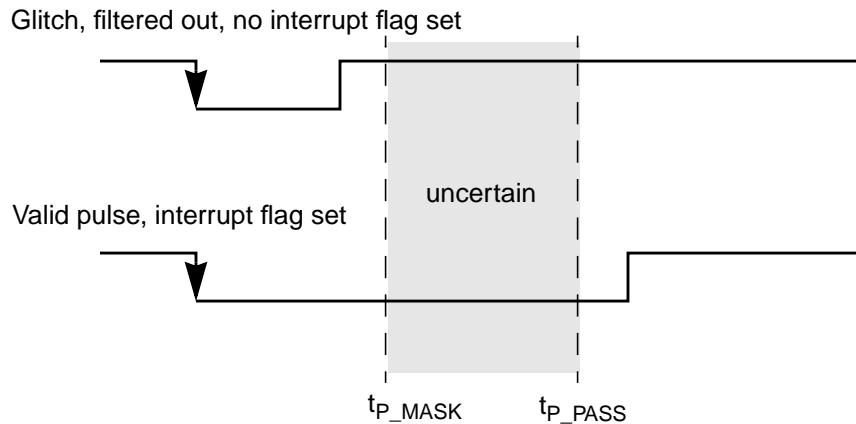 Glitch, filtered out, no interrupt flag set
uncertain
Valid pulse, interrupt flag set
tP_MASK
tP_PASS